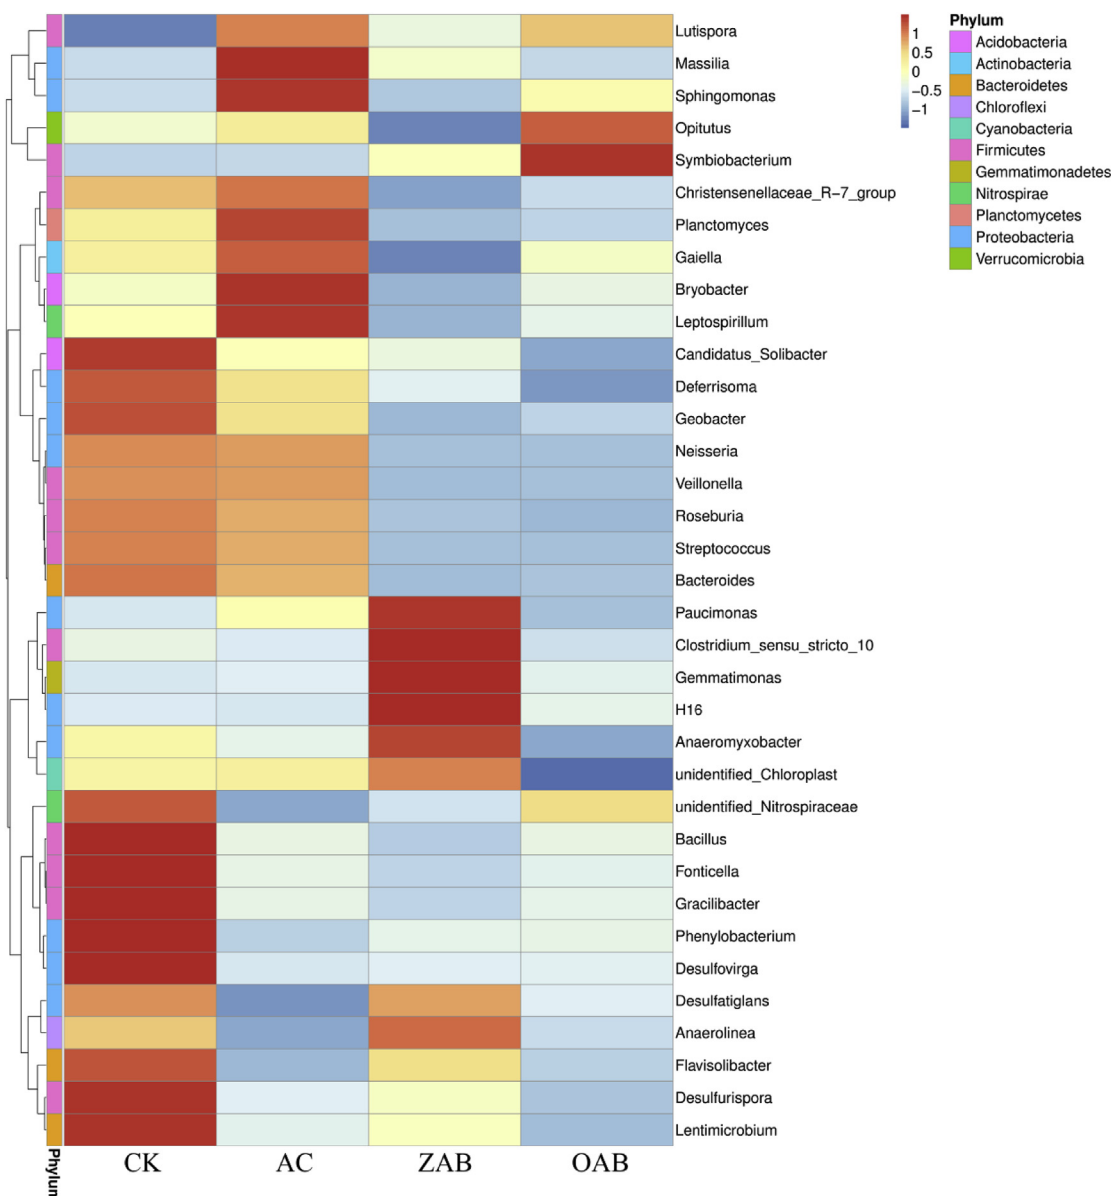 Lutispora
Massilia
Sphingomonas
Opitutus
Symbiobacterium
Christensenellaceae_R−7_group
Planctomyces
Gaiella
Bryobacter
Leptospirillum
Candidatus_Solibacter
Deferrisoma
Geobacter
Neisseria
Veillonella
Roseburia
Streptococcus
Bacteroides
Paucimonas
Clostridium_sensu_stricto_10
Gemmatimonas
H16
Anaeromyxobacter
unidentified_Chloroplast
unidentified_Nitrospiraceae
Bacillus
Fonticella
Gracilibacter
Phenylobacterium
Desulfovirga
Desulfatiglans
Anaerolinea
Flavisolibacter
Desulfurispora
Lentimicrobium
Phylum
CK AC ZAB OAB
1
0.5
0
−0.5
−1
Phylum
Acidobacteria
Actinobacteria
Bacteroidetes
Chloroflexi
Cyanobacteria
Firmicutes
Gemmatimonadetes
Nitrospirae
Planctomycetes
Proteobacteria
Verrucomicrobia